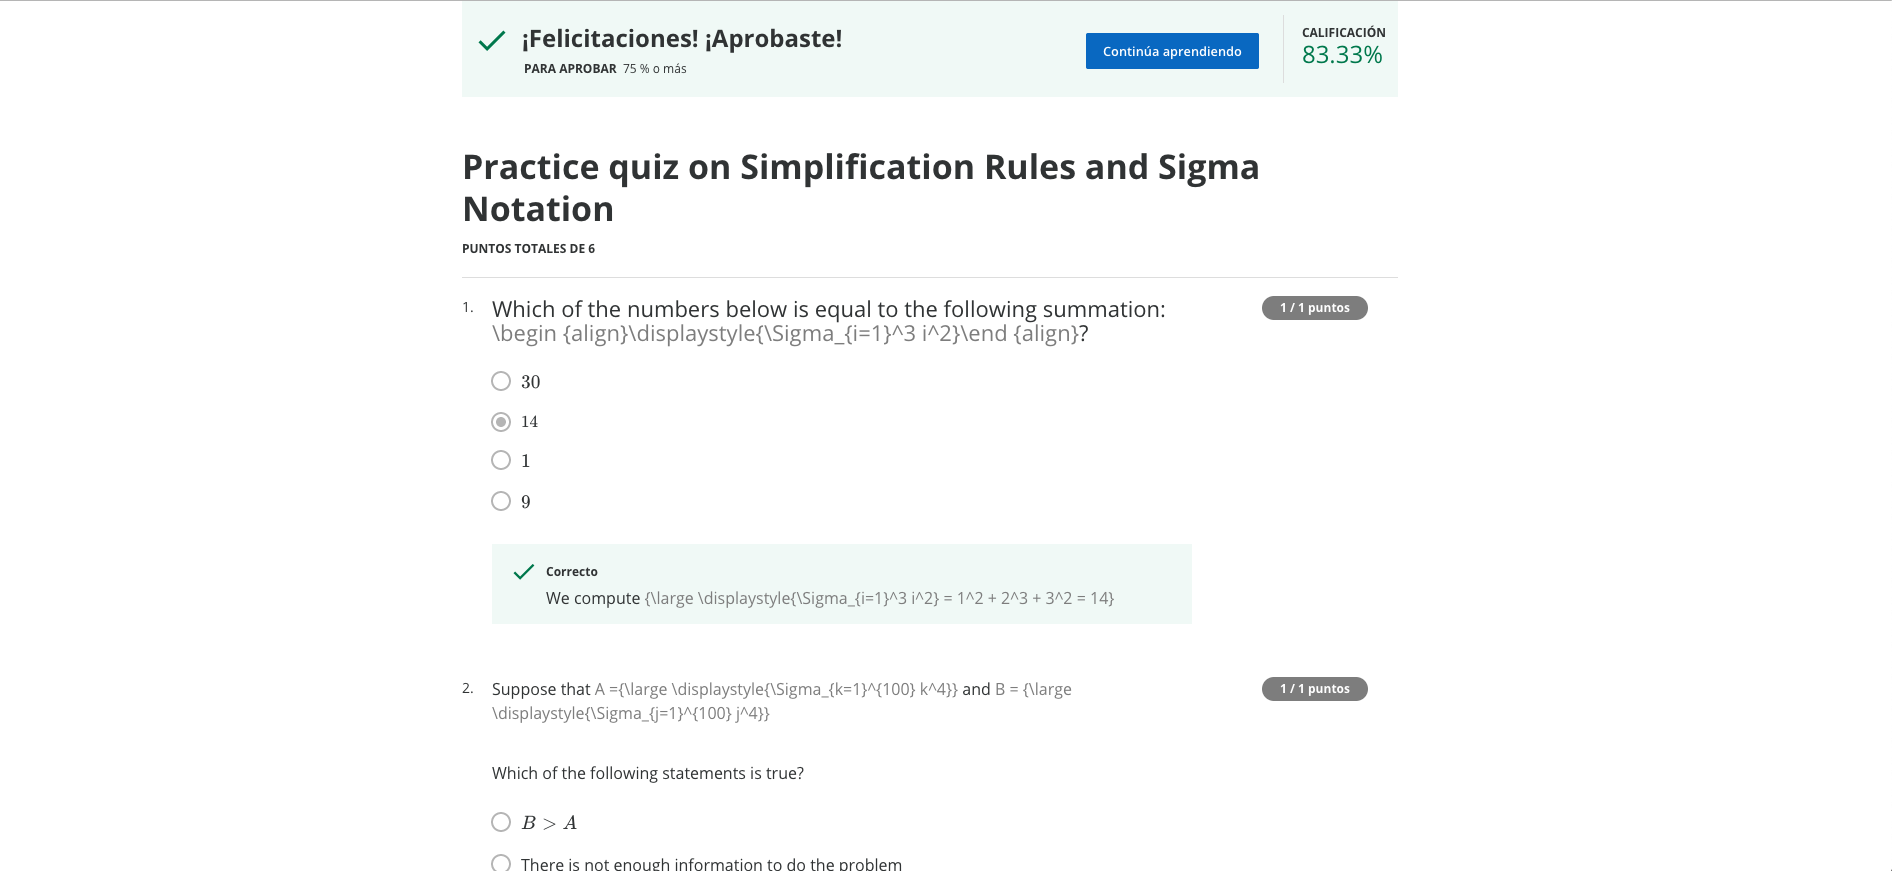 ¡Felicitaciones! ¡Aprobaste!
PARA APROBAR 75 % o más
Continúa aprendiendo
CALIFICACIÓN
83.33%
Practice quiz on Simplification Rules and Sigma
Notation
PUNTOS TOTALES DE 6
1. Which of the numbers below is equal to the following summation:
\begin {align}\displaystyle{\Sigma_{i=1}^3 i^2}\end {align}?
1 / 1 puntos
30
14
1
9
Correcto
We compute {\large \displaystyle{\Sigma_{i=1}^3 i^2} = 1^2 + 2^3 + 3^2 = 14}
2. Suppose that A ={\large \displaystyle{\Sigma_{k=1}^{100} k^4}} and B = {\large
\displaystyle{\Sigma_{j=1}^{100} j^4}}
1 / 1 puntos
Which of the following statements is true?
B > A
There is not enough information to do the problem